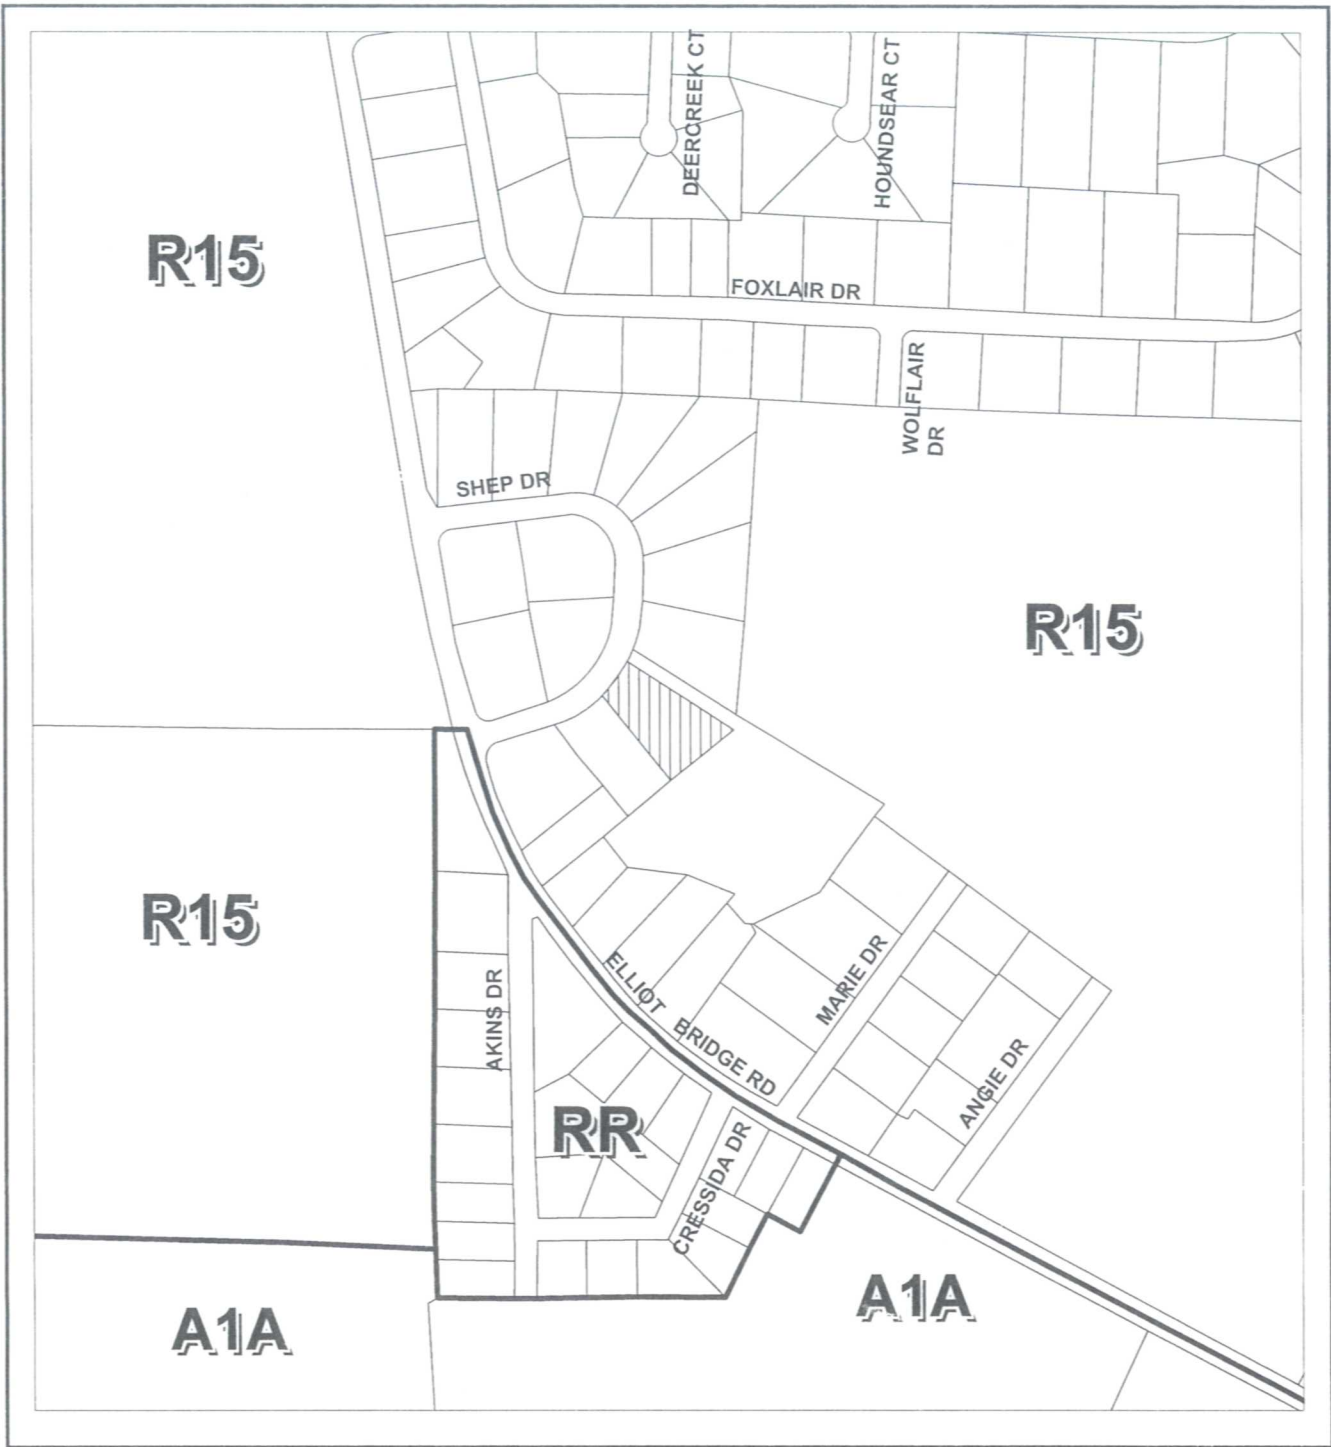 DEERCREEK CT
HOUNDSEAR CT
R15
FOXLAIR DR
WOLFLAIR
DR
SHEP DR
R15
R15
AKINS DR
ELLIOT BRIDGE RD
MARIE DR
ANGIE DR
RR
CRESSIDA DR
A1A
A1A